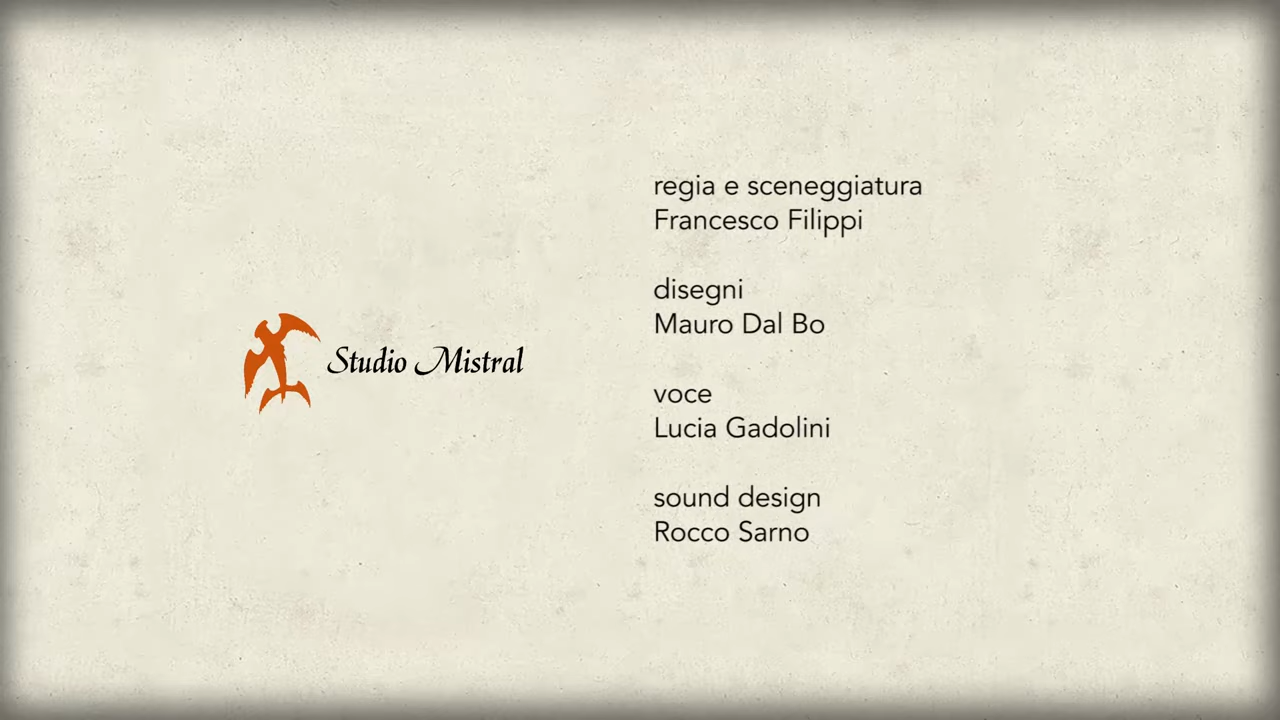 Studio Mistral
regia e sceneggiatura
Francesco Filippi
disegni
Mauro Dal Bo
voce
Lucia Gadolini
sound design
Rocco Sarno